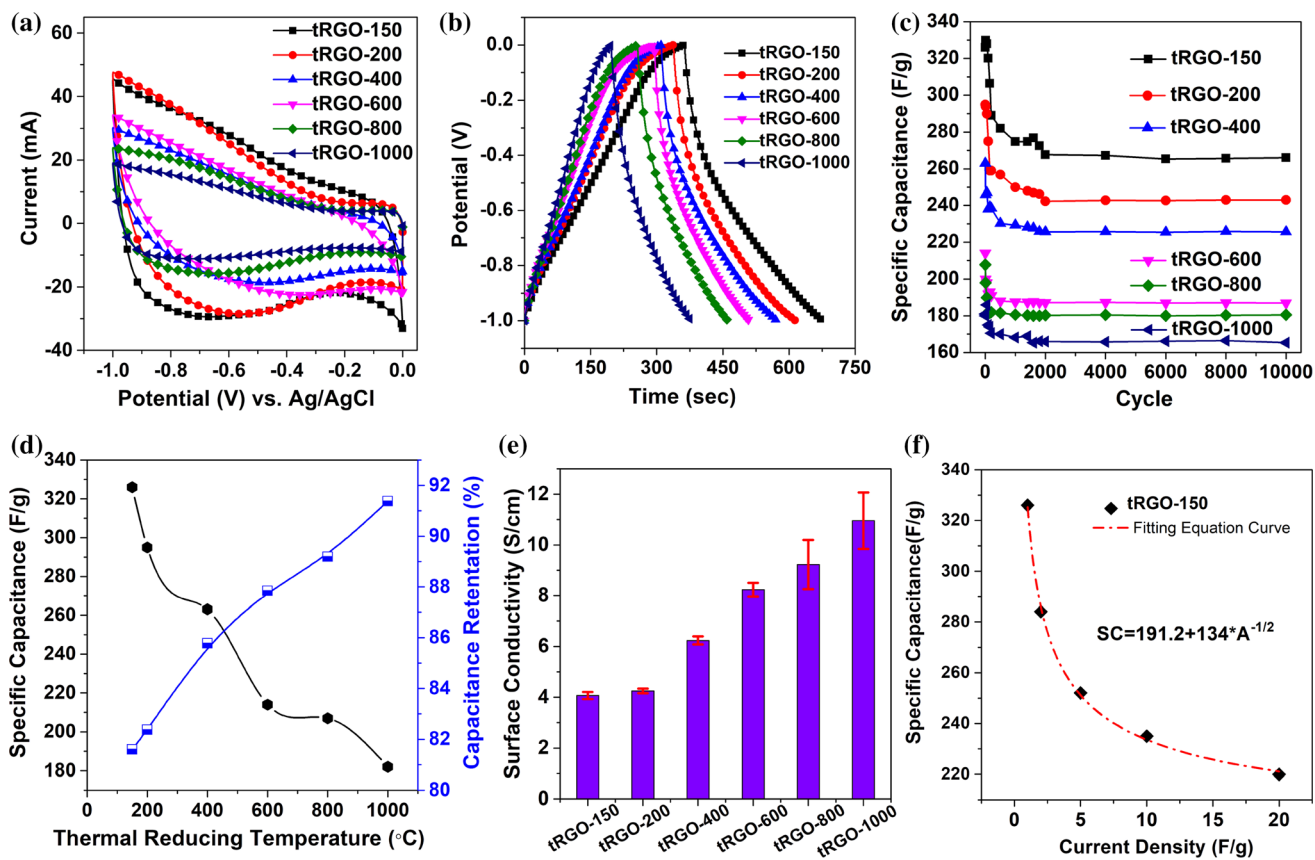 (a)
60
40
20
0
-20
-40
Current (mA)
-1.0 -0.8 -0.6 -0.4 -0.2 0.0
Potential (V) vs. Ag/AgCl
tRGO-150
tRGO-200
tRGO-400
tRGO-600
tRGO-800
tRGO-1000
(b)
0.0
-0.2
-0.4
-0.6
-0.8
-1.0
Potential (V)
0 150 300 450 600 750
Time (sec)
tRGO-150
tRGO-200
tRGO-400
tRGO-600
tRGO-800
tRGO-1000
(c)
340
320
300
280
260
240
220
200
180
160
Specific Capacitance (F/g)
0 2000 4000 6000 8000 10000
Cycle
tRGO-150
tRGO-200
tRGO-400
tRGO-600
tRGO-800
tRGO-1000
(d)
340
320
300
280
260
240
220
200
180
Specific Capacitance (F/g)
0 200 400 600 800 1000
Thermal Reducing Temperature (°C)
92
91
90
88
86
84
82
81
80
Capacitance Retention (%)
(e)
12
10
8
6
4
2
0
Surface Conductivity (S/cm)
tRGO-150
tRGO-200
tRGO-400
tRGO-600
tRGO-800
tRGO-1000
(f)
340
320
300
280
260
240
220
Specific Capacitance(F/g)
0 5 10 15 20
Current Density (F/g)
tRGO-150
Fitting Equation Curve
SC=191.2+134*A-1/2